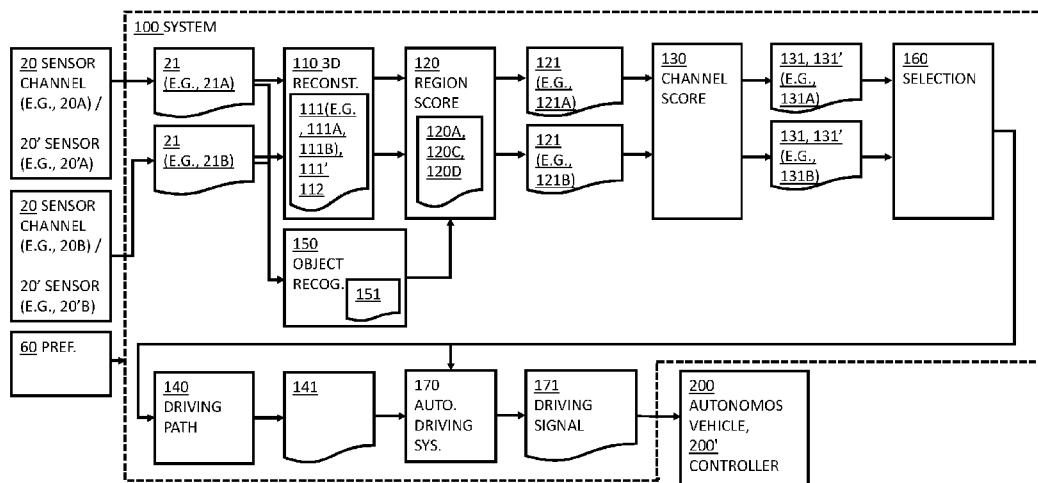 100 SYSTEM
20 SENSOR
CHANNEL
(E.G., 20A) /
20' SENSOR
(E.G., 20'A)
21
(E.G., 21A)
110 3D
RECONST.
111(E.G.
, 111A,
111B),
111'
112
120
REGION
SCORE
120A,
120C,
120D
121
(E.G.,
121A)
130
CHANNEL
SCORE
131, 131'
(E.G.,
131A)
160
SELECTION
21
(E.G., 21B)
121
(E.G.,
121B)
131, 131'
(E.G.,
131B)
20 SENSOR
CHANNEL
(E.G., 20B) /
20' SENSOR
(E.G., 20'B)
150
OBJECT
RECOG.
151
60 PREF.
140
DRIVING
PATH
141
170
AUTO.
DRIVING
SYS.
171
DRIVING
SIGNAL
200
AUTONOMOS
VEHICLE,
200'
CONTROLLER